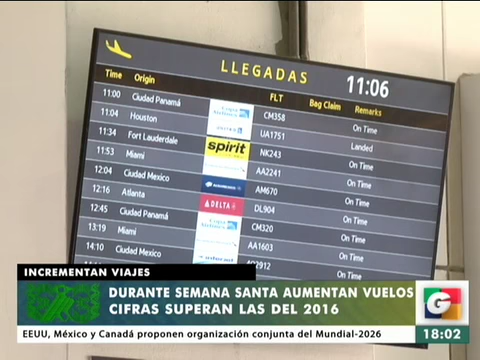 LLEGADAS 11:06
Time Origin FLT Bag Claim Remarks
11:00 Ciudad Panamá CopaAirlines CM358 On Time
11:04 Houston UA1751 Landed
11:34 Fort Lauderdale spirit NK243 On Time
11:53 Miami AA2241 On Time
12:04 Ciudad México AM670 On Time
12:16 Atlanta DELTA DL904 On Time
12:45 Ciudad Panamá CopaAirlines CM320 On Time
13:19 Miami AA1603 On Time
14:10 Ciudad México
INCREMENTAN VIAJES
DURANTE SEMANA SANTA AUMENTAN VUELOS
CIFRAS SUPERAN LAS DEL 2016
G
EEUU, México y Canadá proponen organización conjunta del Mundial-2026 18:02